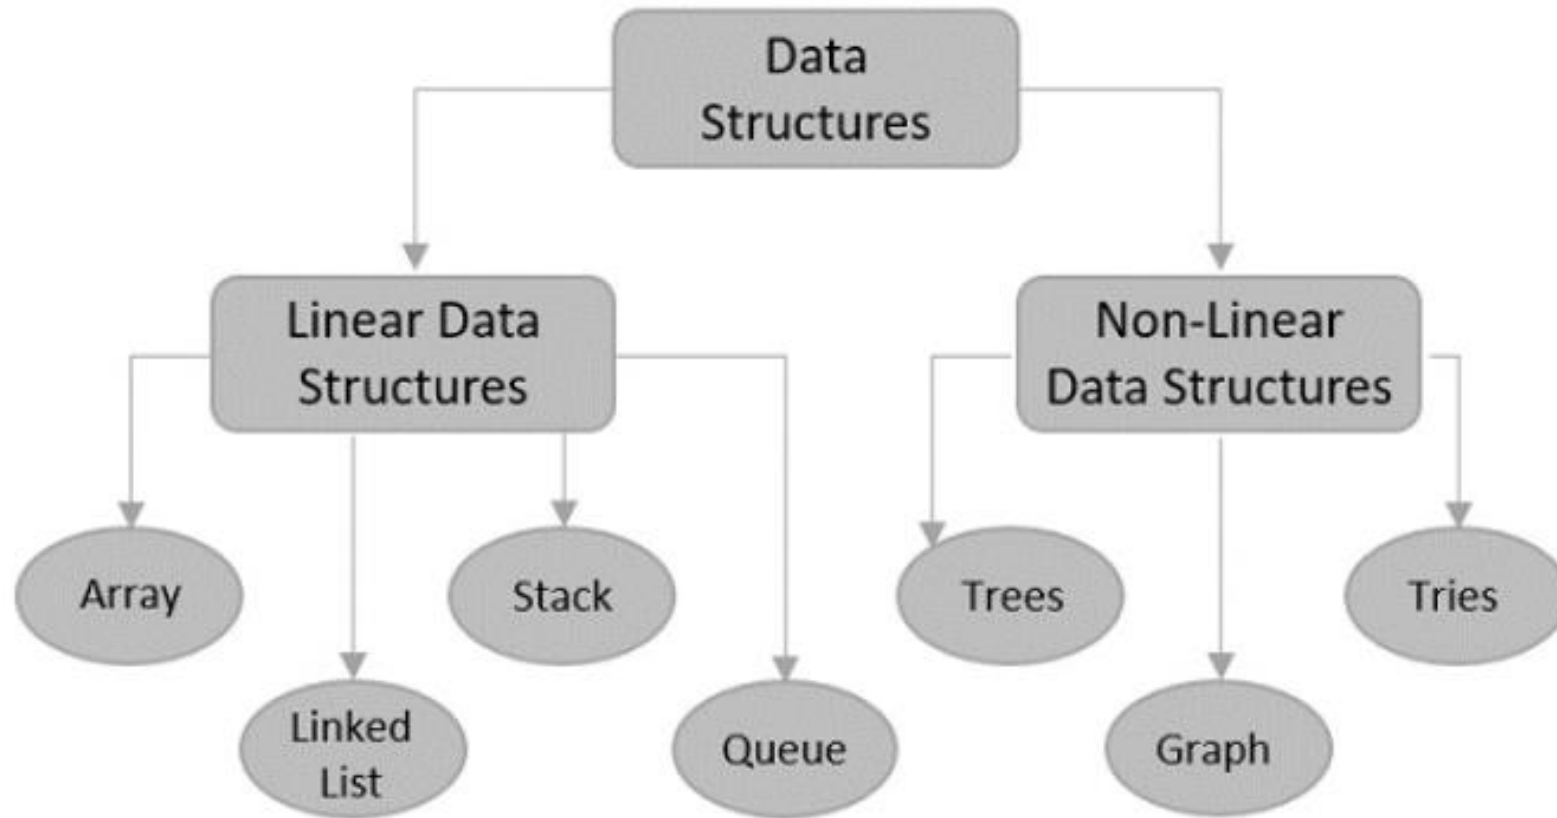 Data
Structures
Linear Data
Structures
Non-Linear
Data Structures
Array
Stack
Trees
Tries
Linked
List
Queue
Graph